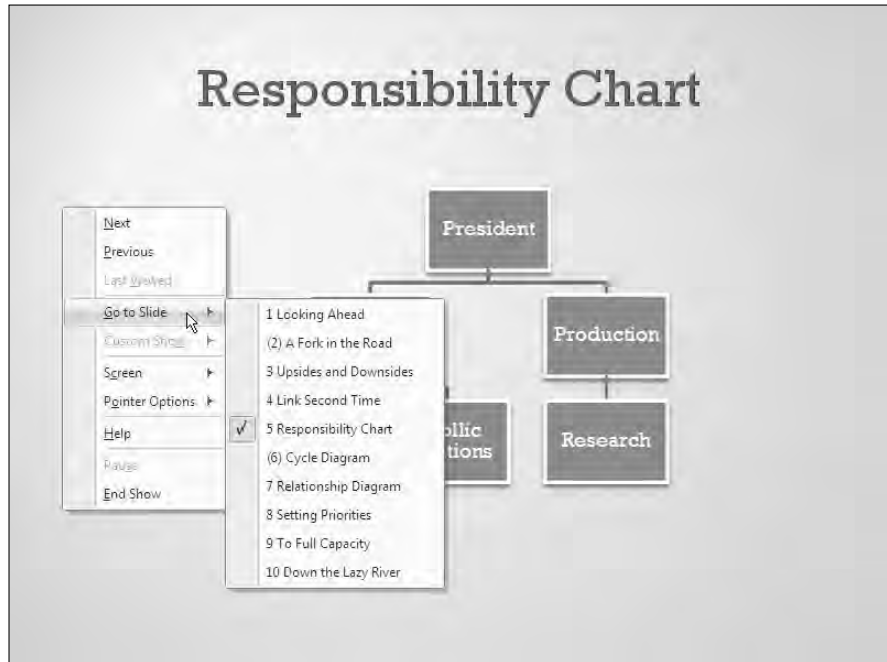 Responsibility Chart
President
Production
Research
ollic
tions
Next
Previous
Last Viewed
Go to Slide
Custom Show
Screen
Pointer Options
Help
Pause
End Show
1 Looking Ahead
(2) A Fork in the Road
3 Upsides and Downsides
4 Link Second Time
5 Responsibility Chart
(6) Cycle Diagram
7 Relationship Diagram
8 Setting Priorities
9 To Full Capacity
10 Down the Lazy River